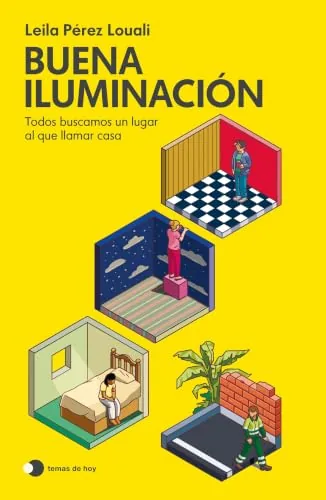 Leila Pérez Louali
BUENA
ILUMINACIÓN
Todos buscamos un lugar
al que llamar casa
temas de hoy